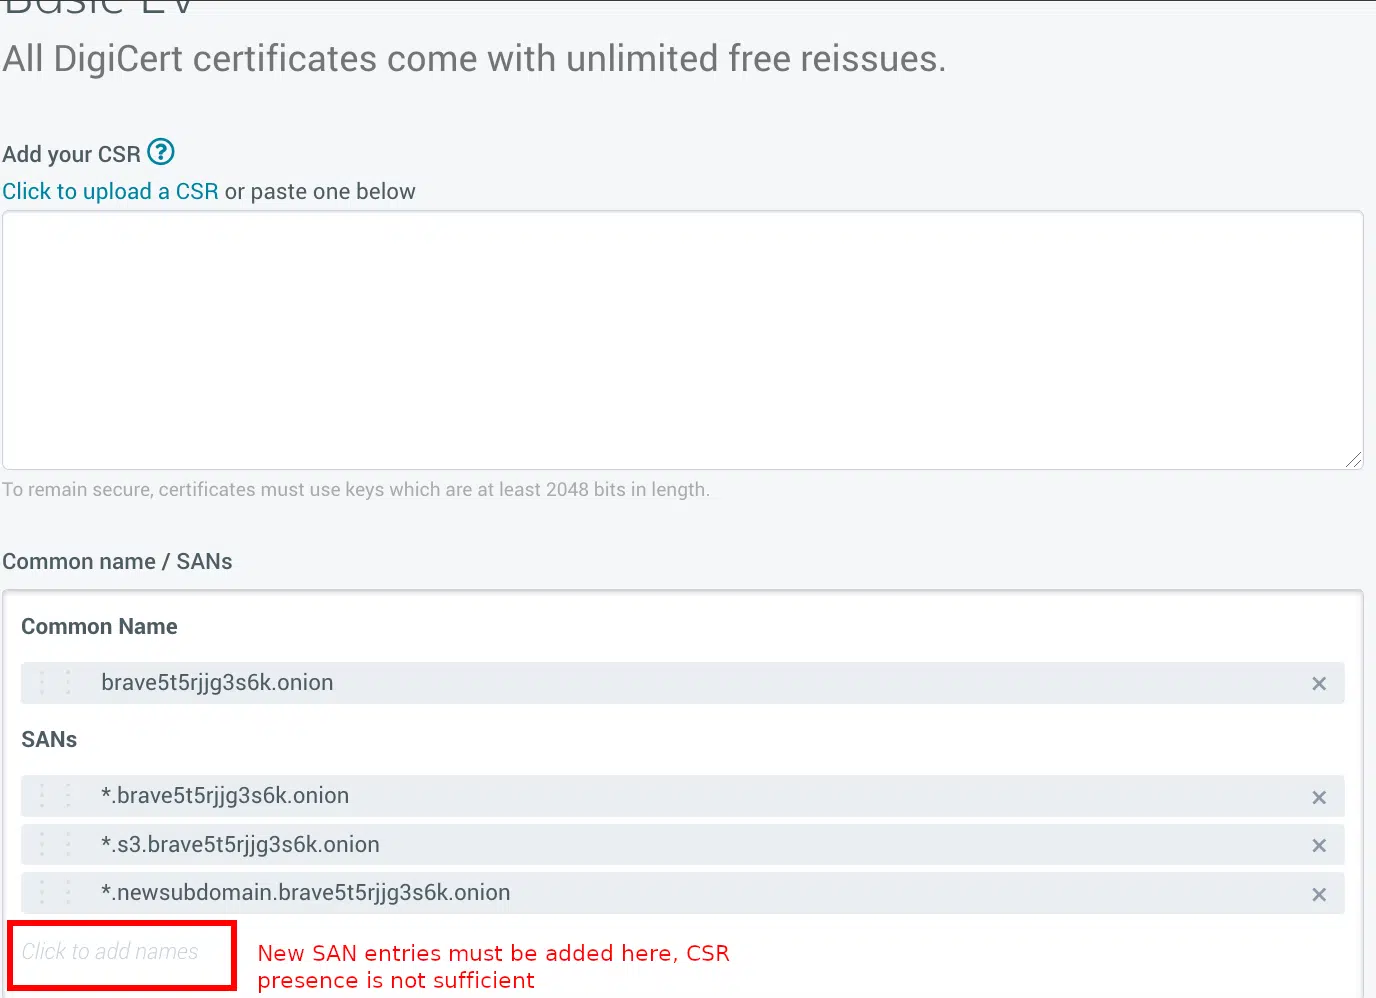 Basic EV
All DigiCert certificates come with unlimited free reissues.
Add your CSR ?
Click to upload a CSR or paste one below
To remain secure, certificates must use keys which are at least 2048 bits in length.
Common name / SANs
Common Name
brave5t5rjjg3s6k.onion ×
SANs
*.brave5t5rjjg3s6k.onion ×
*.s3.brave5t5rjjg3s6k.onion ×
*.newsubdomain.brave5t5rjjg3s6k.onion ×
Click to add names
New SAN entries must be added here, CSR
presence is not sufficient